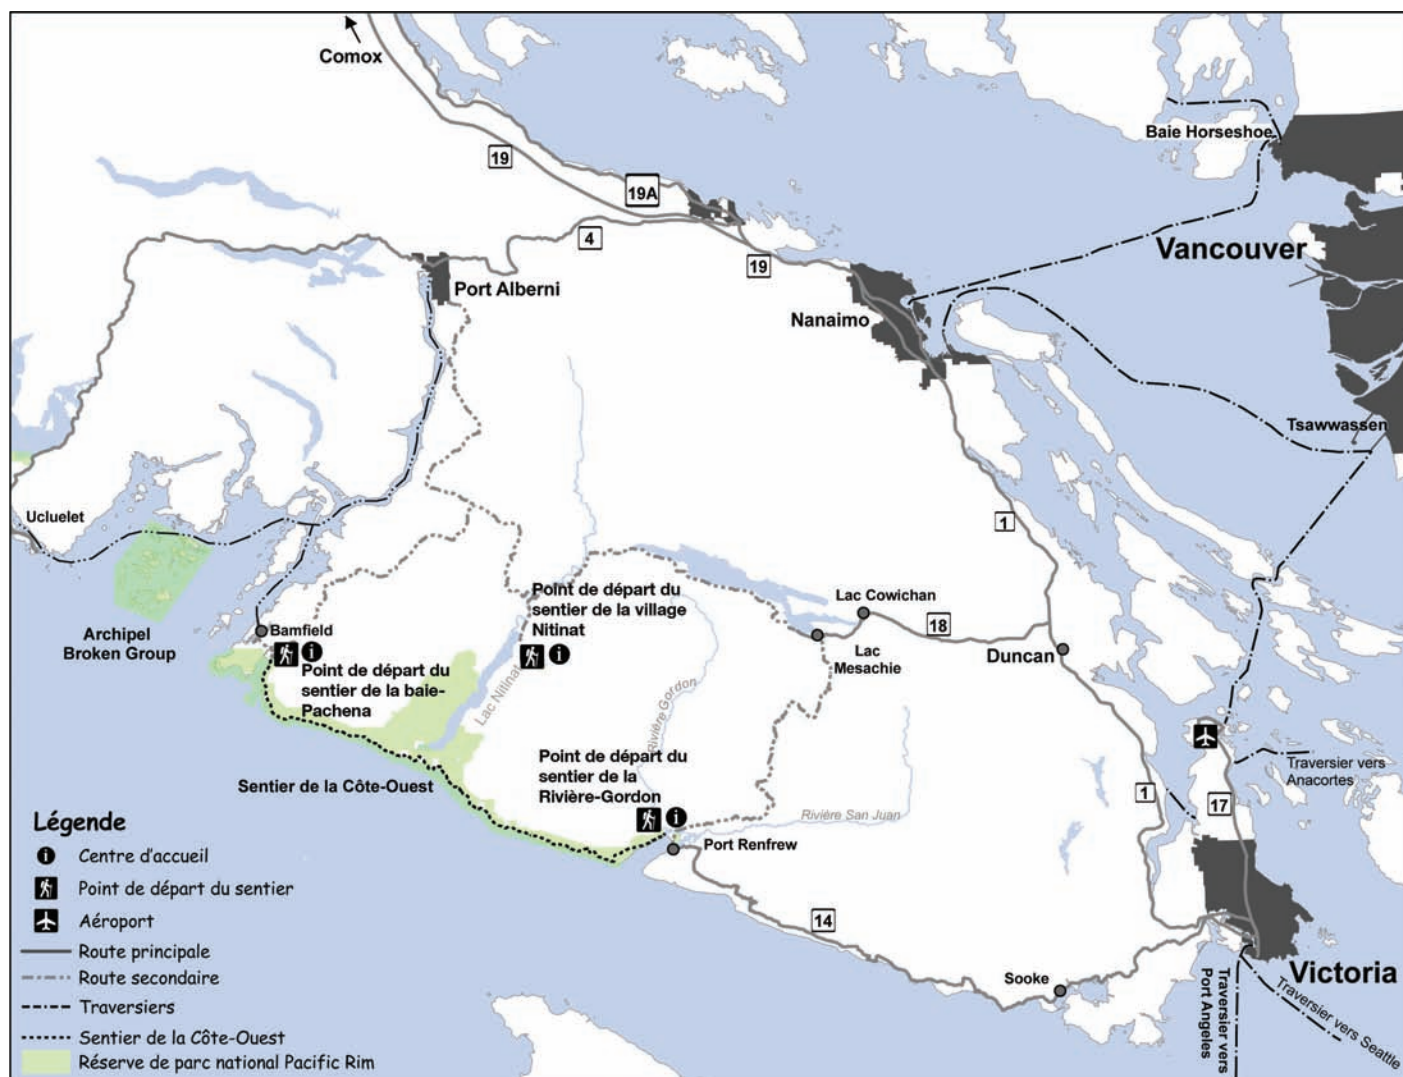 Comox
Baie Horseshoe
19
19A
4
19
Vancouver
Port Alberni
Nanaimo
Tsawwassen
Ucluelet
1
Point de départ du
sentier de la village
Nitinat
Lac Cowichan
18
Archipel
Broken Group
Bamfield
Lac
Mesachie
Duncan
Point de départ du
sentier de la baie-
Pachena
Lac Nitinat
Rivière Gordon
Point de départ du
sentier de la
Rivière-Gordon
Sentier de la Côte-Ouest
Traversier vers
Anacortes
1
17
Rivière San Juan
Port Renfrew
14
Sooke
Victoria
Traversier vers
Port Angeles
Traversier vers Seattle
Légende
i Centre d'accueil
Point de départ du sentier
Aéroport
Route principale
Route secondaire
Traversiers
Sentier de la Côte-Ouest
Réserve de parc national Pacific Rim